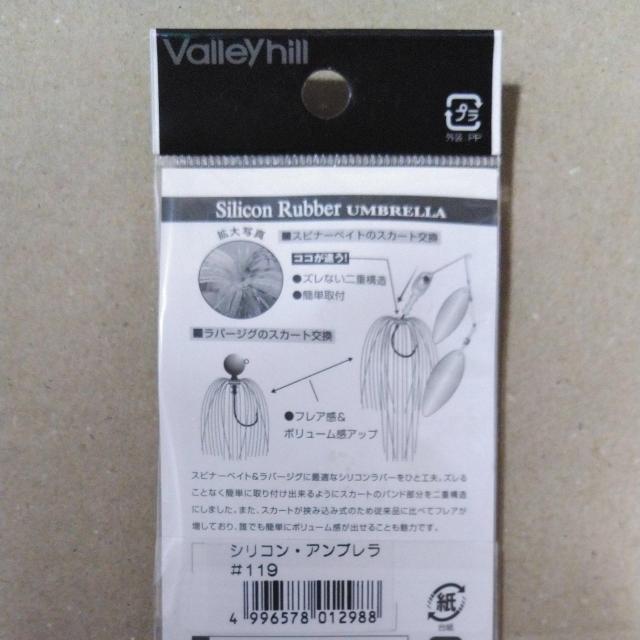 Valleyhill
プラ
外装:PP
Silicon Rubber UMBRELLA
拡大写真
■スピナーベイトのスカート交換
ココが違う!
●ズレない二重構造
●簡単取付
■ラバージグのスカート交換
●フレア感&
ボリューム感アップ
スピナーベイト&ラバージグに最適なシリコンラバーをひと工夫。ズレる
ことなく簡単に取り付け出来るようにスカートのバンド部分を二重構造
にしました。また、スカートが挟み込み式のため従来品に比べてフレアが
増しており、誰でも簡単にボリューム感が出せることも魅力です。
シリコン・アンブレラ
#119
4 996578 012988
紙
台紙